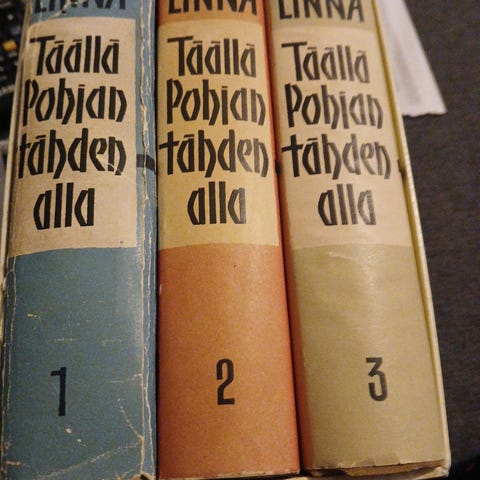 LINNA
Täällä
Pohjan
tähden
alla
1
LINNA
Täällä
Pohjan
tähden
alla
2
LINNA
Täällä
Pohjan
tähden
alla
3